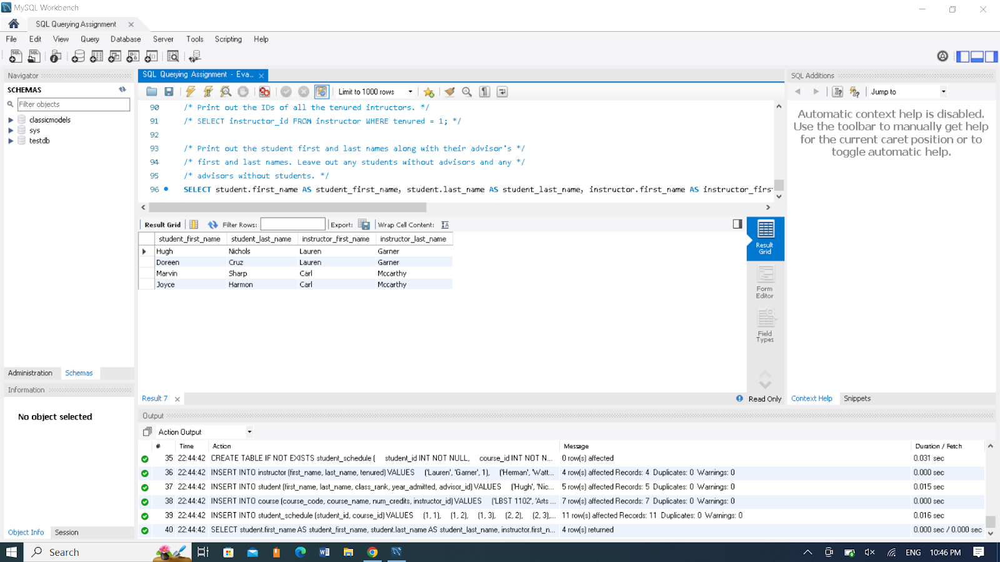 MySQL Workbench
SQL Querying Assignment
File Edit View Query Database Server Tools Scripting Help
Navigator
SCHEMAS
Filter objects
classicmodels
sys
testdb
Administration Schemas
Information
No object selected
Object Info Session
SQL Querying Assignment - Eva...
Limit to 1000 rows
90 /* Print out the IDs of all the tenured intructors. */
91 /* SELECT instructor_id FROM instructor WHERE tenured = 1; */
92
93 /* Print out the student first and last names along with their advisor's */
94 /* first and last names. Leave out any students without advisors and any */
95 /* advisors without students. */
96 SELECT student.first_name AS student_first_name, student.last_name AS student_last_name, instructor.first_name AS instructor_firs
Result Grid Filter Rows: Export: Wrap Cell Content:
student_first_name student_last_name instructor_first_name instructor_last_name
Hugh Nichols Lauren Garner
Doreen Cruz Lauren Garner
Marvin Sharp Carl Mccarthy
Joyce Harmon Carl Mccarthy
Result
Grid
Form
Editor
Field
Types
Result 7
Read Only
SQL Additions
Jump to
Automatic context help is disabled.
Use the toolbar to manually get help
for the current caret position or to
toggle automatic help.
Context Help Snippets
Output
Action Output
# Time Action Message Duration / Fetch
35 22:44:42 CREATE TABLE IF NOT EXISTS student_schedule ( student_id INT NOT NULL, course_id INT NOT N... 0 row(s) affected 0.031 sec
36 22:44:42 INSERT INTO instructor (first_name, last_name, tenured) VALUES ('Lauren', 'Garner', 1), ('Herman', 'Watt... 4 row(s) affected Records: 4 Duplicates: 0 Warnings: 0 0.000 sec
37 22:44:42 INSERT INTO student (first_name, last_name, class_rank, year_admitted, advisor_id) VALUES ('Hugh', 'Nic... 5 row(s) affected Records: 5 Duplicates: 0 Warnings: 0 0.015 sec
38 22:44:42 INSERT INTO course (course_code, course_name, num_credits, instructor_id) VALUES ('LBST 1102', 'Arts ... 7 row(s) affected Records: 7 Duplicates: 0 Warnings: 0 0.000 sec
39 22:44:42 INSERT INTO student_schedule (student_id, course_id) VALUES (1, 1), (1, 2), (1, 3), (2, 2), (2, 3),... 11 row(s) affected Records: 11 Duplicates: 0 Warnings: 0 0.016 sec
40 22:44:42 SELECT student.first_name AS student_first_name, student.last_name AS student_last_name, instructor.first_n... 4 row(s) returned 0.000 sec / 0.000 sec
Search
ENG 10:46 PM